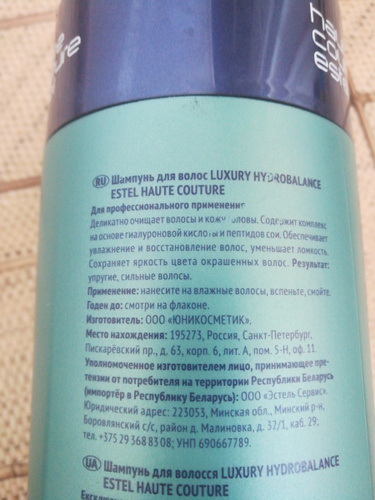 RU Шампунь для волос LUXURY HYDROBALANCE
ESTEL HAUTE COUTURE
Для профессионального применения
Деликатно очищает волосы и кожу головы. Содержит комплекс
на основе гиалуроновой кислоты и пептидов сои. Обеспечивает
увлажнение и восстановление волос, уменьшает ломкость.
Сохраняет яркость цвета окрашенных волос. Результат:
упругие, сильные волосы.
Применение: нанесите на влажные волосы, вспеньте, смойте.
Годен до: смотри на флаконе.
Изготовитель: ООО «ЮНИКОСМЕТИК».
Место нахождения: 195273, Россия, Санкт-Петербург,
Пискарёвский пр., д. 63, корп. 6, лит. А, пом. 5-Н, оф. 11.
Уполномоченное изготовителем лицо, принимающее пре-
тензии от потребителя на территории Республики Беларусь
(импортёр в Республику Беларусь): ООО «Эстель Сервис».
Юридический адрес: 223053, Минская обл., Минский р-н,
Боровлянский с/с, район д. Малиновка, д. 32/1, каб. 29,
тел. +375 29 368 83 08; УНП 690667789.
UA Шампунь для волосся LUXURY HYDROBALANCE
ESTEL HAUTE COUTURE